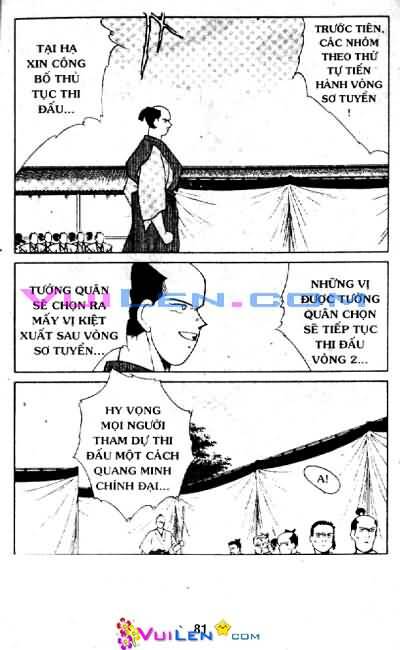 TẠI HẠ
XIN CÔNG
BỐ THỦ
TỤC THI
ĐẤU...
TRƯỚC TIÊN,
CÁC NHÓM
THEO THỨ
TỰ TIẾN
HÀNH VÒNG
SƠ TUYỂN
!
TƯỚNG QUÂN
SẼ CHỌN RA
MẤY VỊ KIỆT
XUẤT SAU VÒNG
SƠ TUYỂN...
NHỮNG VỊ
ĐƯỢC TƯỚNG
QUÂN CHỌN
SẼ TIẾP TỤC
THI ĐẤU
VÒNG 2...
VUILEN.COM
HY VỌNG
MỌI NGƯỜI
THAM DỰ THI
ĐẤU MỘT CÁCH
QUANG MINH
CHÍNH ĐẠI...
A!
81
VUILEN.COM